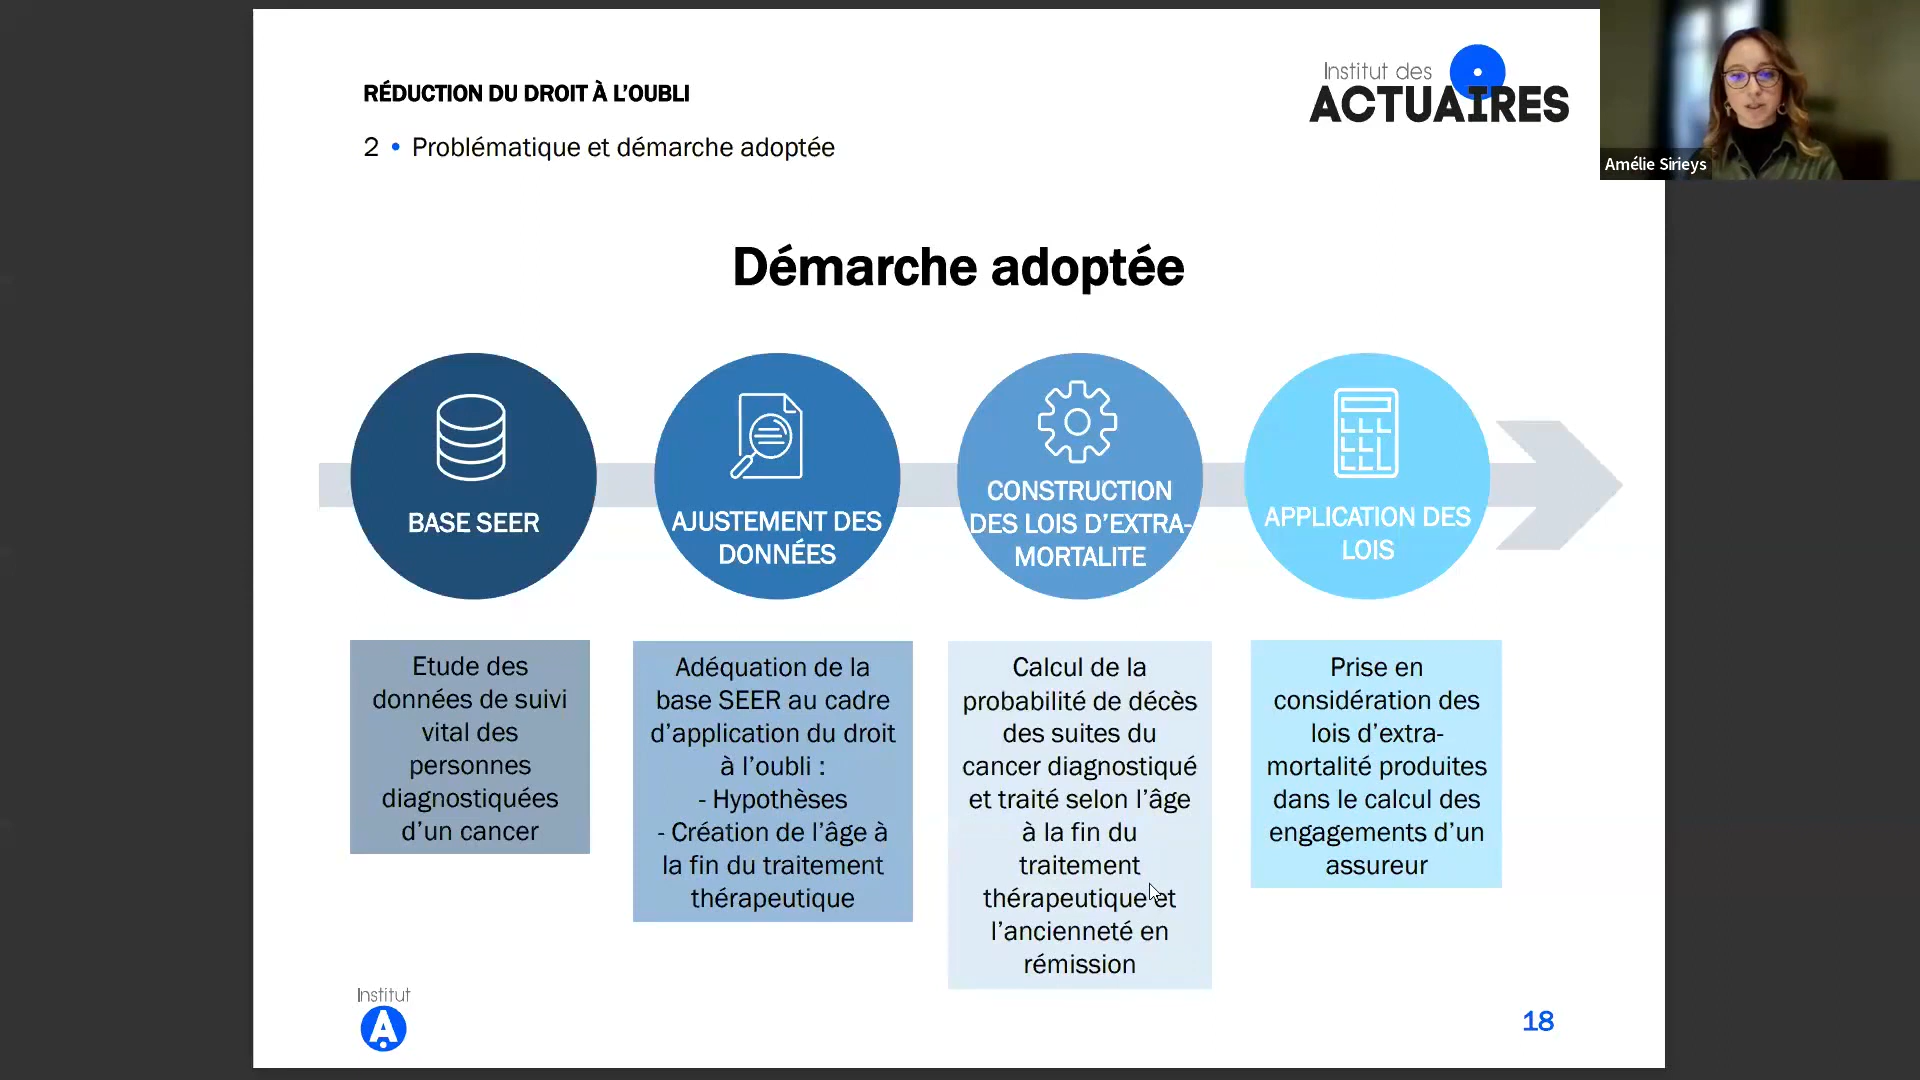 RÉDUCTION DU DROIT À L'OUBLI
2 • Problématique et démarche adoptée
Institut des
ACTUAIRES
Amélie Sirieys
Démarche adoptée
BASE SEER
AJUSTEMENT DES
DONNÉES
CONSTRUCTION
DES LOIS D'EXTRA-
MORTALITE
APPLICATION DES
LOIS
Etude des
données de suivi
vital des
personnes
diagnostiquées
d'un cancer
Adéquation de la
base SEER au cadre
d'application du droit
à l'oubli :
- Hypothèses
- Création de l'âge à
la fin du traitement
thérapeutique
Calcul de la
probabilité de décès
des suites du
cancer diagnostiqué
et traité selon l'âge
à la fin du
traitement
thérapeutique et
l'ancienneté en
rémission
Prise en
considération des
lois d'extra-
mortalité produites
dans le calcul des
engagements d'un
assureur
Institut
A
18